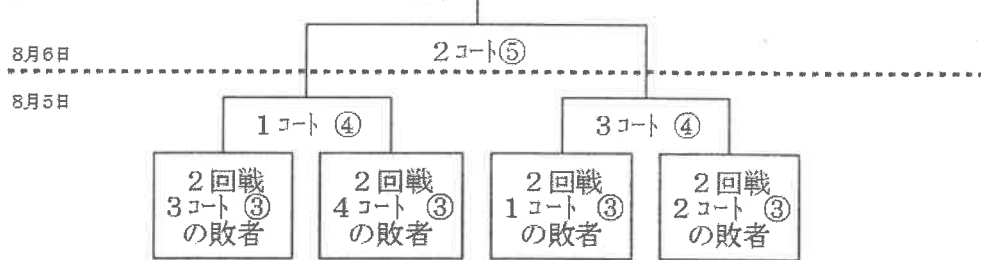 8月6日
2コート⑤
8月5日
1コート ④
3コート ④
2回戦
3コート ③
の敗者
2回戦
4コート ③
の敗者
2回戦
1コート ③
の敗者
2回戦
2コート ③
の敗者